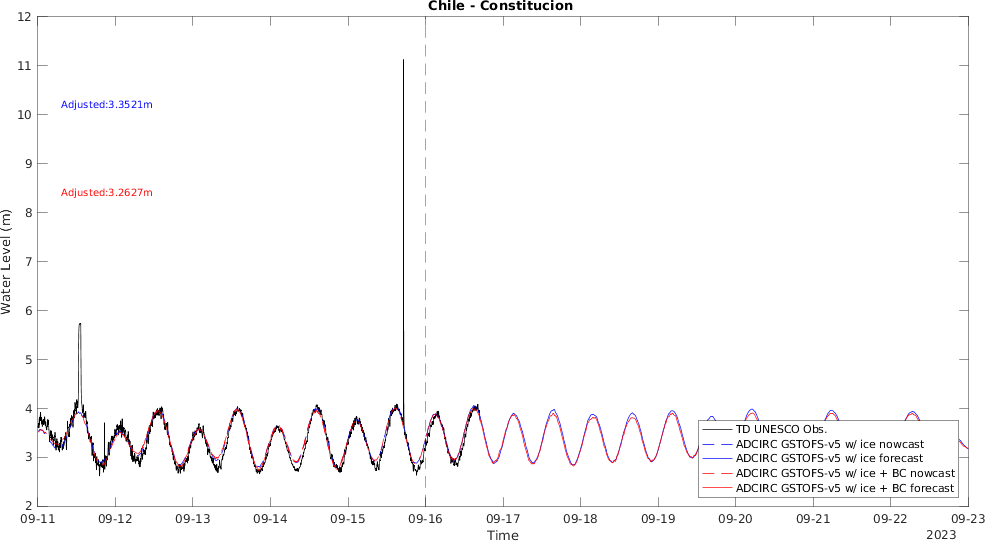 Chile - Constitucion
12
11
10
9
8
7
6
5
4
3
2
Water Level (m)
Adjusted:3.3521m
Adjusted:3.2627m
TD UNESCO Obs.
ADCIRC GSTOFS-v5 w/ ice nowcast
ADCIRC GSTOFS-v5 w/ ice forecast
ADCIRC GSTOFS-v5 w/ ice + BC nowcast
ADCIRC GSTOFS-v5 w/ ice + BC forecast
09-11 09-12 09-13 09-14 09-15 09-16 09-17 09-18 09-19 09-20 09-21 09-22 09-23
Time
2023